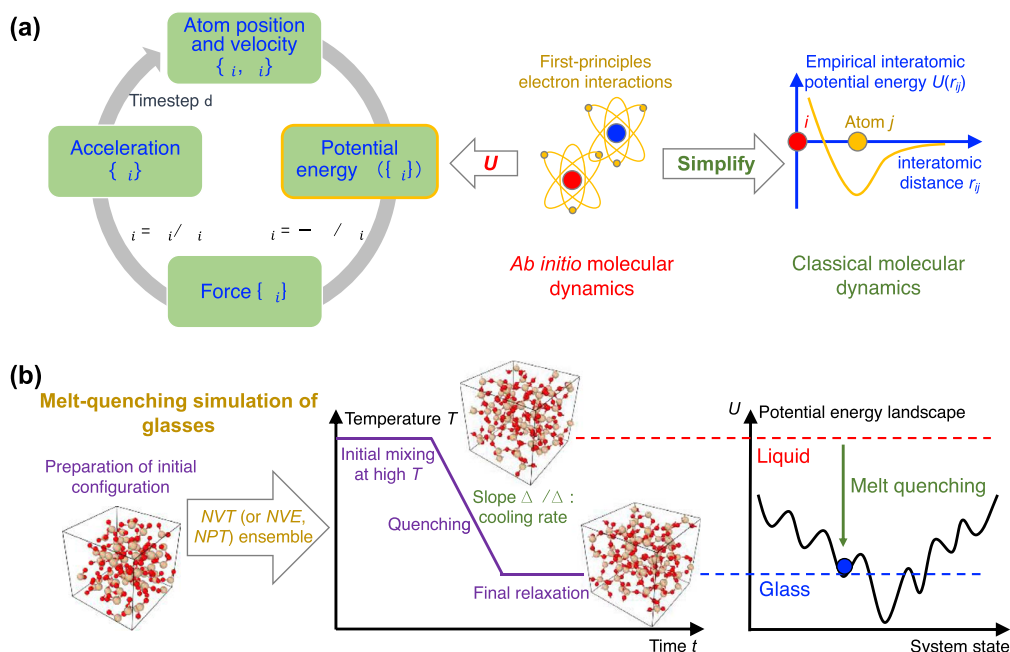 (a)
Atom position
and velocity
{ i, i}
Timestep d
Acceleration
{ i}
Potential
energy ({ i})
i = i/ i
i = − / i
Force { i}
U
First-principles
electron interactions
Ab initio molecular
dynamics
Simplify
Empirical interatomic
potential energy U(rij)
i
Atom j
interatomic
distance rij
Classical molecular
dynamics
(b)
Melt-quenching simulation of
glasses
Preparation of initial
configuration
NVT (or NVE,
NPT) ensemble
Temperature T
Initial mixing
at high T
Quenching
Slope Δ /Δ :
cooling rate
Final relaxation
Time t
U
Potential energy landscape
Liquid
Melt quenching
Glass
System state